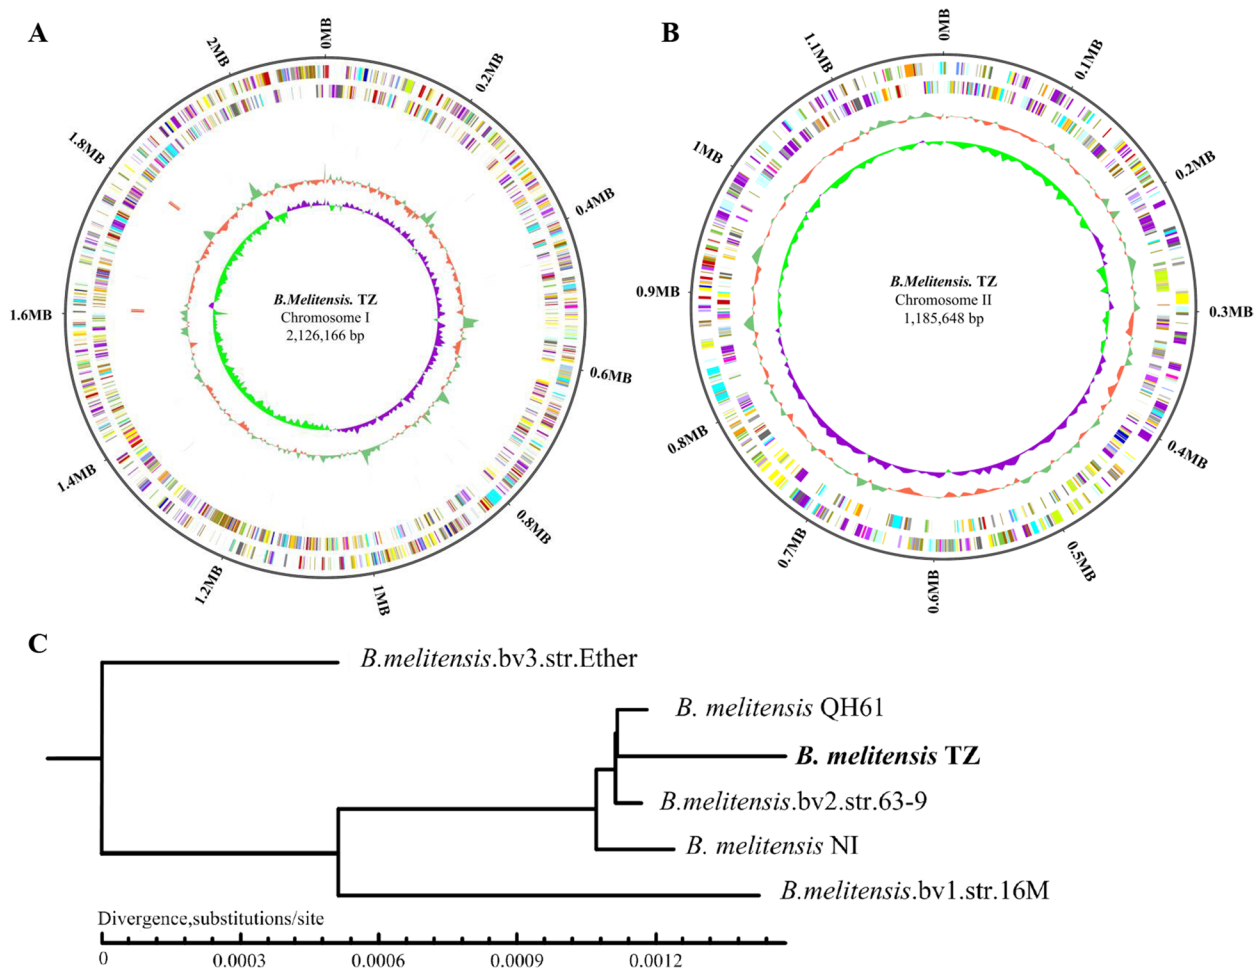 A
0MB
0.2MB
0.4MB
0.6MB
0.8MB
1MB
1.2MB
1.4MB
1.6MB
1.8MB
2MB
B.Melitensis. TZ
Chromosome I
2,126,166 bp
B
0MB
0.1MB
0.2MB
0.3MB
0.4MB
0.5MB
0.6MB
0.7MB
0.8MB
0.9MB
1MB
1.1MB
B.Melitensis. TZ
Chromosome II
1,185,648 bp
C
B.melitensis.bv3.str.Ether
B. melitensis QH61
B. melitensis TZ
B.melitensis.bv2.str.63-9
B. melitensis NI
B.melitensis.bv1.str.16M
Divergence,substitutions/site
0 0.0003 0.0006 0.0009 0.0012